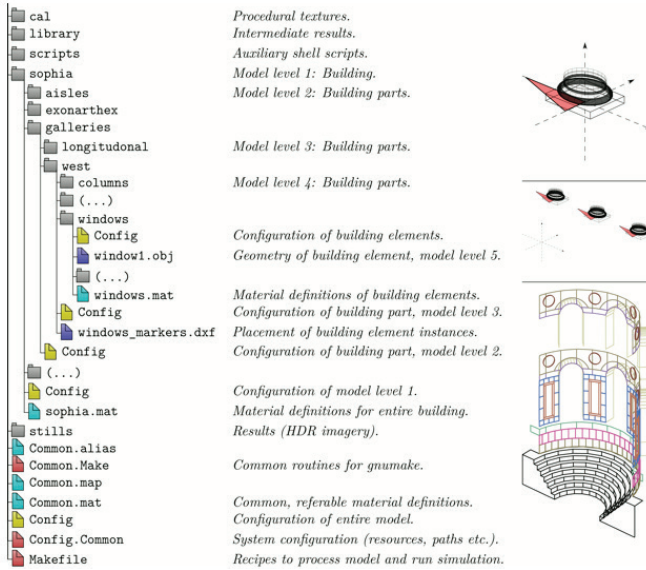 cal Procedural textures.
library Intermediate results.
scripts Auxiliary shell scripts.
sophia Model level 1: Building.
aisles Model level 2: Building parts.
exonarthex
galleries
longitudonal Model level 3: Building parts.
west
columns Model level 4: Building parts.
(...)
windows
Config Configuration of building elements.
window1.obj Geometry of building element, model level 5.
(...)
windows.mat Material definitions of building elements.
Config Configuration of building part, model level 3.
windows_markers.dxf Placement of building element instances.
Config Configuration of building part, model level 2.
(...)
Config Configuration of model level 1.
sophia.mat Material definitions for entire building.
stills Results (HDR imagery).
Common.alias
Common.Make Common routines for gnumake.
Common.map
Common.mat Common, referable material definitions.
Config Configuration of entire model.
Config.Common System configuration (resources, paths etc.).
Makefile Recipes to process model and run simulation.